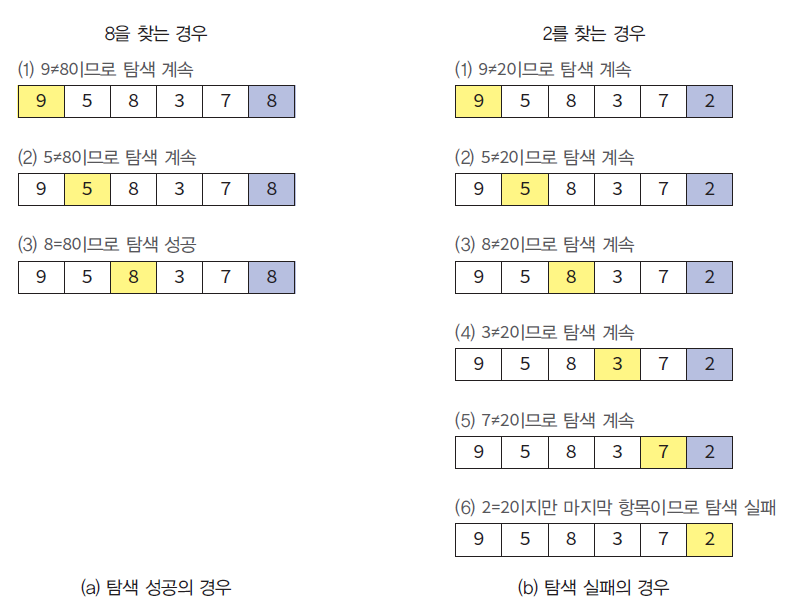 8을 찾는 경우
(1) 9≠8이므로 탐색 계속
9 5 8 3 7 8
(2) 5≠8이므로 탐색 계속
9 5 8 3 7 8
(3) 8=8이므로 탐색 성공
9 5 8 3 7 8
(a) 탐색 성공의 경우
2를 찾는 경우
(1) 9≠2이므로 탐색 계속
9 5 8 3 7 2
(2) 5≠2이므로 탐색 계속
9 5 8 3 7 2
(3) 8≠2이므로 탐색 계속
9 5 8 3 7 2
(4) 3≠2이므로 탐색 계속
9 5 8 3 7 2
(5) 7≠2이므로 탐색 계속
9 5 8 3 7 2
(6) 2=2이지만 마지막 항목이므로 탐색 실패
9 5 8 3 7 2
(b) 탐색 실패의 경우